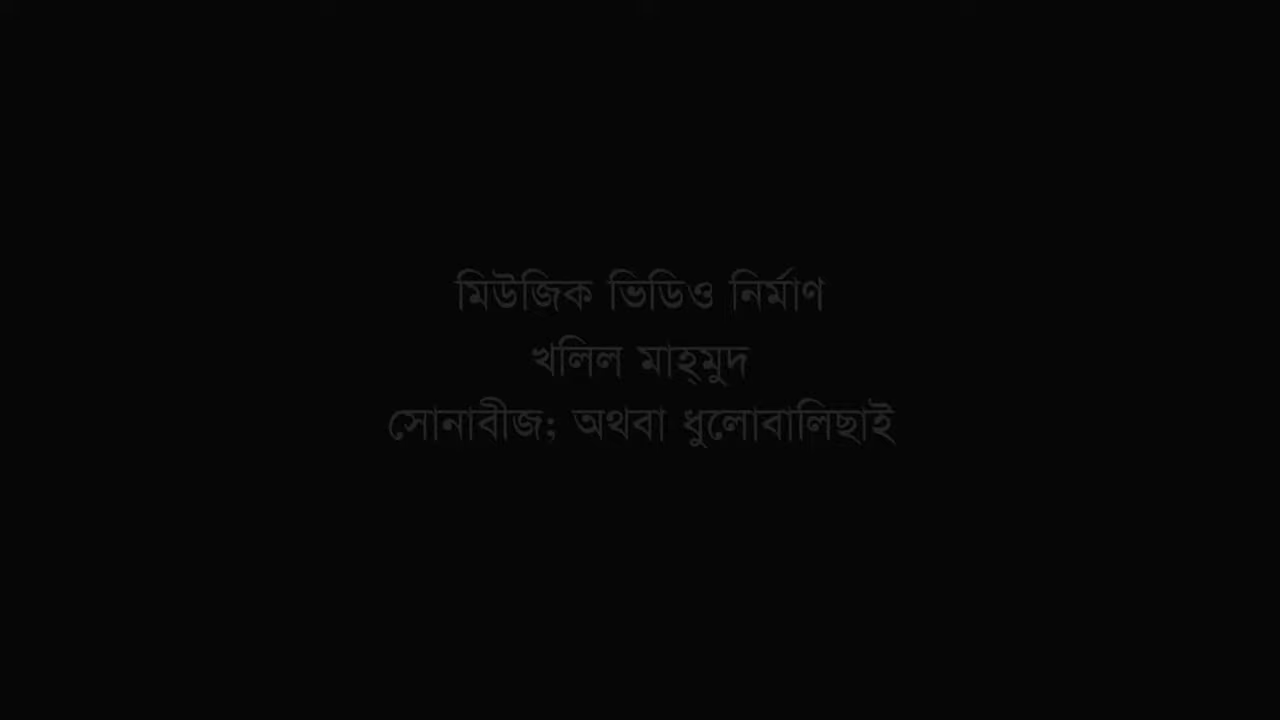 মিউজিক ভিডিও নির্মাণ
খলিল মাহ্‌মুদ
সোনাবীজ; অথবা ধুলোবালিছাই